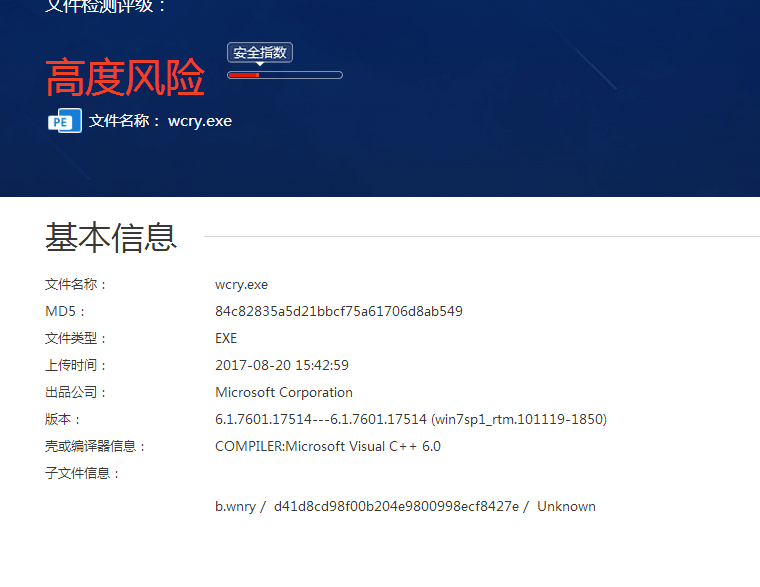 文件检测评级：
安全指数
高度风险
PE 文件名称： wcry.exe
基本信息
文件名称： wcry.exe
MD5： 84c82835a5d21bbcf75a61706d8ab549
文件类型： EXE
上传时间： 2017-08-20 15:42:59
出品公司： Microsoft Corporation
版本： 6.1.7601.17514---6.1.7601.17514 (win7sp1_rtm.101119-1850)
壳或编译器信息： COMPILER:Microsoft Visual C++ 6.0
子文件信息：
b.wnry / d41d8cd98f00b204e9800998ecf8427e / Unknown